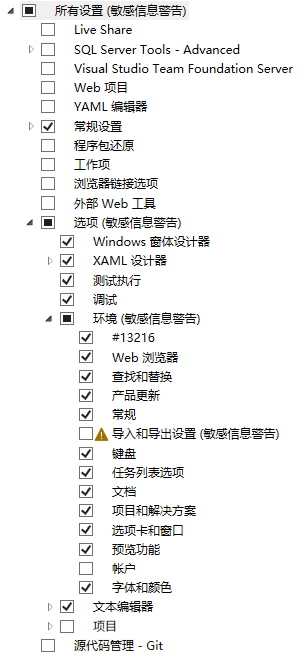 所有设置 (敏感信息警告)
Live Share
SQL Server Tools - Advanced
Visual Studio Team Foundation Server
Web 项目
YAML 编辑器
常规设置
程序包还原
工作项
浏览器链接选项
外部 Web 工具
选项 (敏感信息警告)
Windows 窗体设计器
XAML 设计器
测试执行
调试
环境 (敏感信息警告)
#13216
Web 浏览器
查找和替换
产品更新
常规
导入和导出设置 (敏感信息警告)
键盘
任务列表选项
文档
项目和解决方案
选项卡和窗口
预览功能
帐户
字体和颜色
文本编辑器
项目
源代码管理 - Git